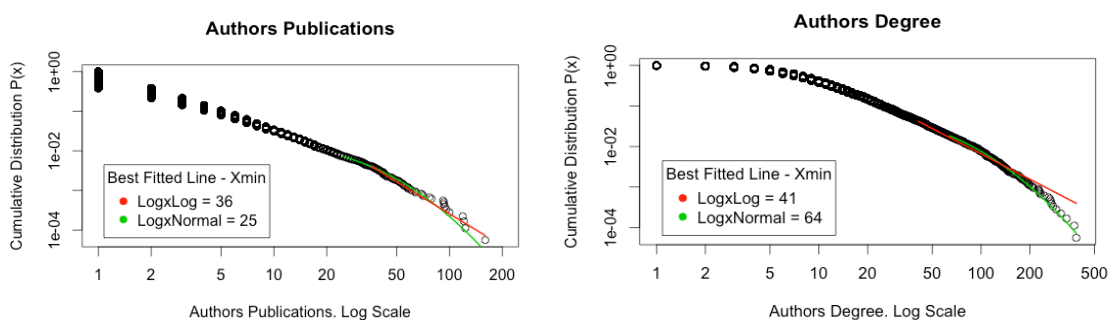 Authors Publications
Cumulative Distribution P(x)
1e+00
1e-02
1e-04
Best Fitted Line - Xmin
LogxLog = 36
LogxNormal = 25
1 2 5 10 20 50 100 200
Authors Publications. Log Scale
Authors Degree
Cumulative Distribution P(x)
1e+00
1e-02
1e-04
Best Fitted Line - Xmin
LogxLog = 41
LogxNormal = 64
1 2 5 10 20 50 100 200 500
Authors Degree. Log Scale